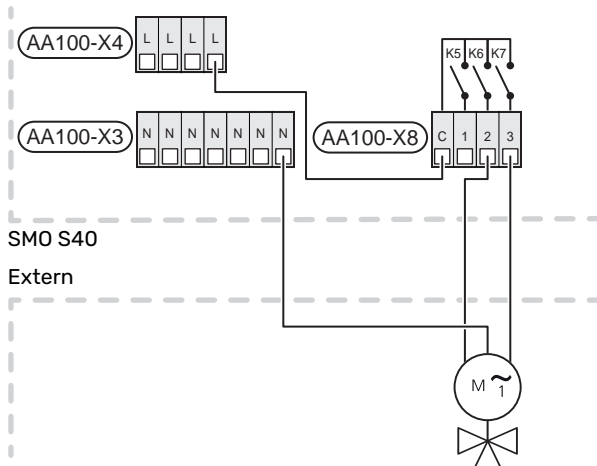 AA100-X4 L L L L
K5 K6 K7
AA100-X3 N N N N N N N
AA100-X8 C 1 2 3
SMO S40
Extern
M ~ 1